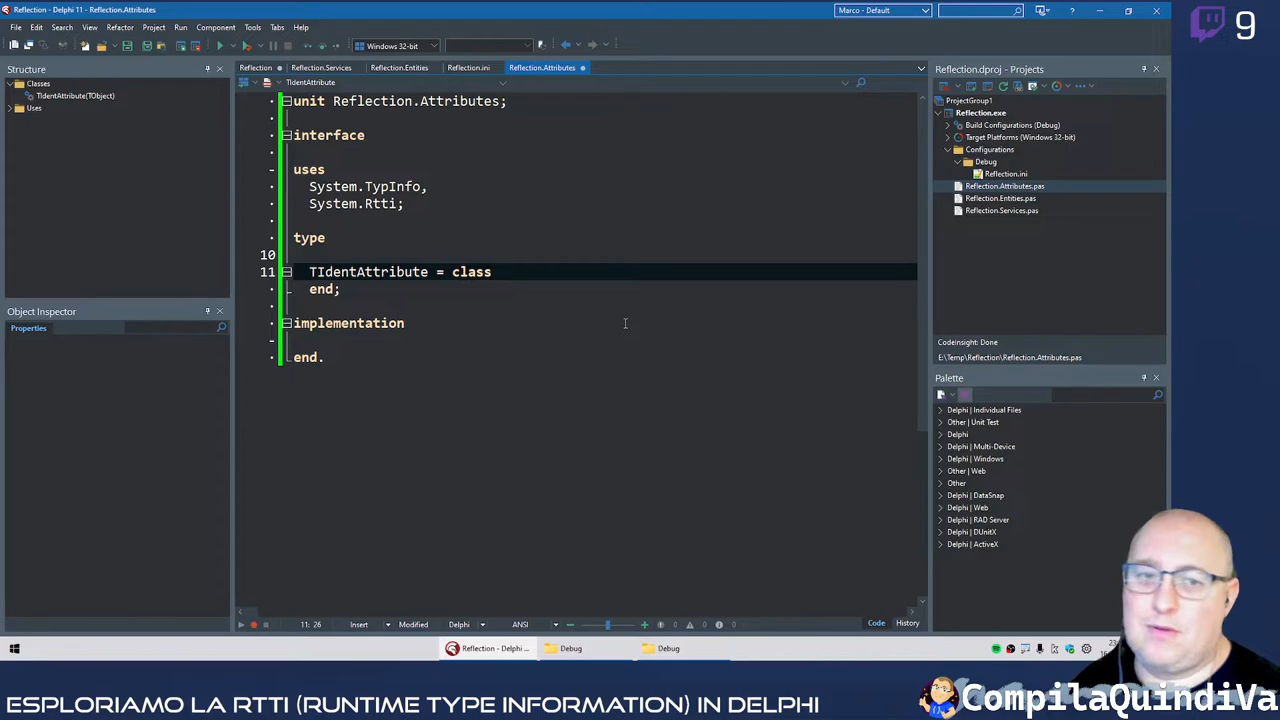 Reflection - Delphi 11 - Reflection.Attributes
Marco - Default
9
File Edit Search View Refactor Project Run Component Tools Tabs Help
Windows 32-bit
Structure
Classes
TIdentAttribute(TObject)
Uses
Object Inspector
Properties
Reflection Reflection.Services Reflection.Entities Reflection.ini Reflection.Attributes
TIdentAttribute
unit Reflection.Attributes;
interface
uses
System.TypInfo,
System.Rtti;
type
10
11 TIdentAttribute = class
end;
implementation
end.
11: 26 Insert Modified Delphi ANSI 0 0 0 Code History
Reflection.dproj - Projects
ProjectGroup1
Reflection.exe
Build Configurations (Debug)
Target Platforms (Windows 32-bit)
Configurations
Debug
Reflection.ini
Reflection.Attributes.pas
Reflection.Entities.pas
Reflection.Services.pas
CodeInsight: Done
E:\Temp\Reflection\Reflection.Attributes.pas
Palette
Delphi | Individual Files
Other | Unit Test
Delphi
Delphi | Multi-Device
Delphi | Windows
Other | Web
Other
Delphi | DataSnap
Delphi | Web
Delphi | RAD Server
Delphi | DUnitX
Delphi | ActiveX
Reflection - Delphi ... Debug Debug
ESPLORIAMO LA RTTI (RUNTIME TYPE INFORMATION) IN DELPHI
CompilaQuindiVa